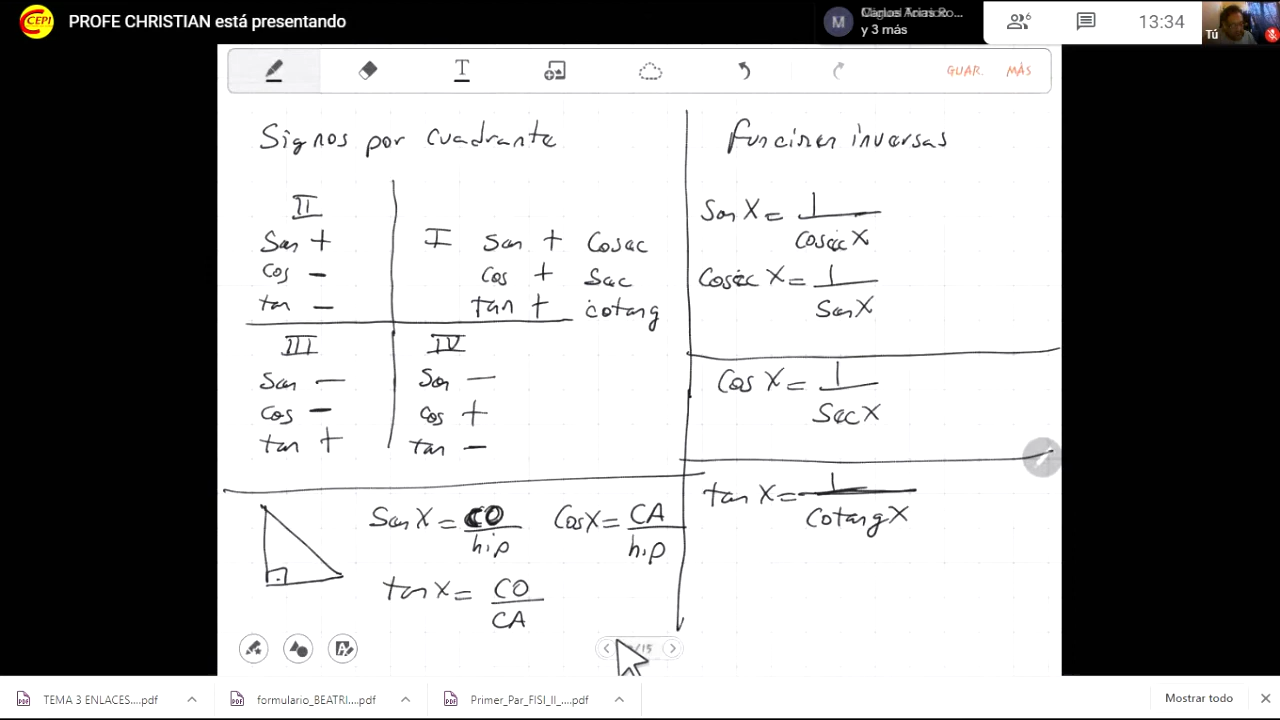 CEPI
PROFE CHRISTIAN está presentando
y 3 más
6
13:34
Tú
T
GUAR.
MÁS
Signos por cuadrante
II
Sen +
cos −
tan −
I Sen + Cosec
cos + Sec
tan + cotang
III
Sen −
cos −
tan +
IV
Sen −
cos +
tan −
Sen X = CO / hip
Cos X = CA / hip
tan X = CO / CA
funciones inversas
Sen X = 1 / Cosec X
Cosec X = 1 / Sen X
Cos X = 1 / Sec X
tan X = 1 / Cotang X
/15
TEMA 3 ENLACES....pdf
formulario_BEATRI....pdf
Primer_Par_FISI_II_....pdf
Mostrar todo